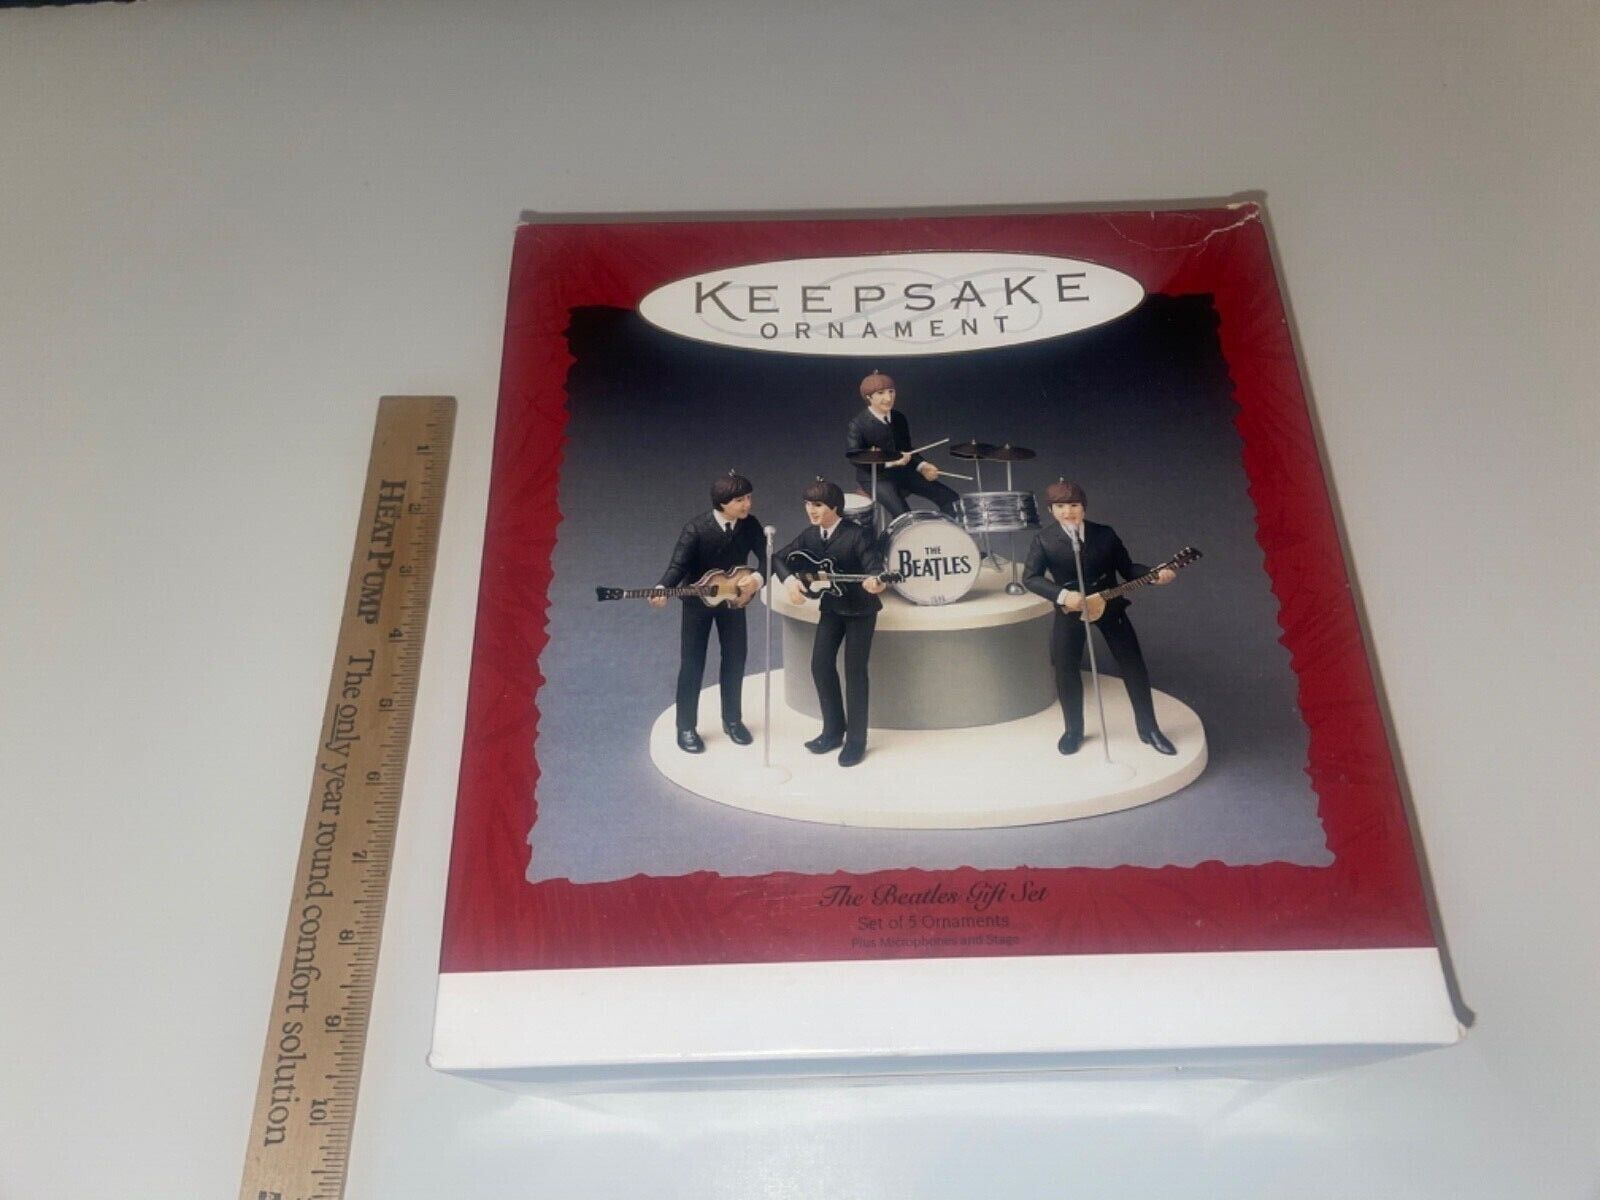 KEEPSAKE
ORNAMENT
THE
BEATLES
The Beatles Gift Set
Set of 5 Ornaments
Plus Microphones and Stage
HEAT PUMP The only year round comfort solution
1
2
3
4
5
6
7
8
9
10